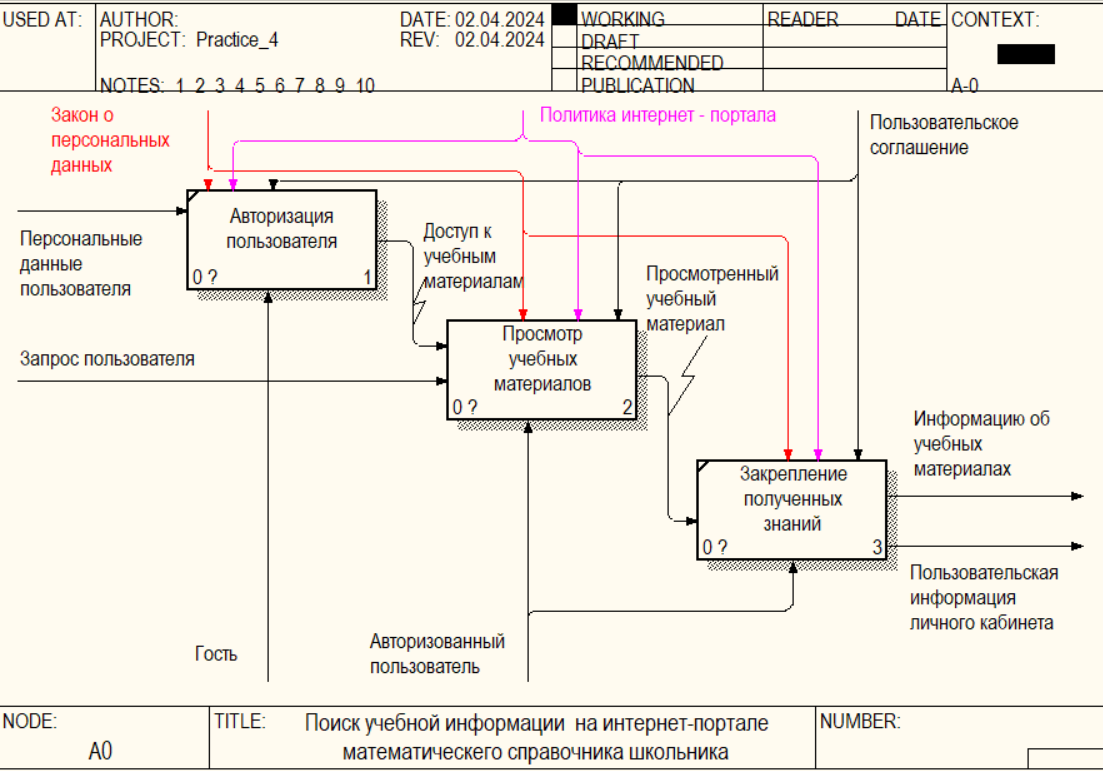 USED AT:
AUTHOR:
PROJECT: Practice_4
DATE: 02.04.2024
REV: 02.04.2024
NOTES: 1 2 3 4 5 6 7 8 9 10
WORKING
DRAFT
RECOMMENDED
PUBLICATION
READER
DATE
CONTEXT:
A-0
Закон о
персональных
данных
Политика интернет - портала
Пользовательское
соглашение
Авторизация
пользователя
0 ?
1
Персональные
данные
пользователя
Доступ к
учебным
материалам
Просмотренный
учебный
материал
Запрос пользователя
Просмотр
учебных
материалов
0 ?
2
Информацию об
учебных
материалах
Закрепление
полученных
знаний
0 ?
3
Пользовательская
информация
личного кабинета
Гость
Авторизованный
пользователь
NODE:
A0
TITLE:
Поиск учебной информации на интернет-портале
математическего справочника школьника
NUMBER: